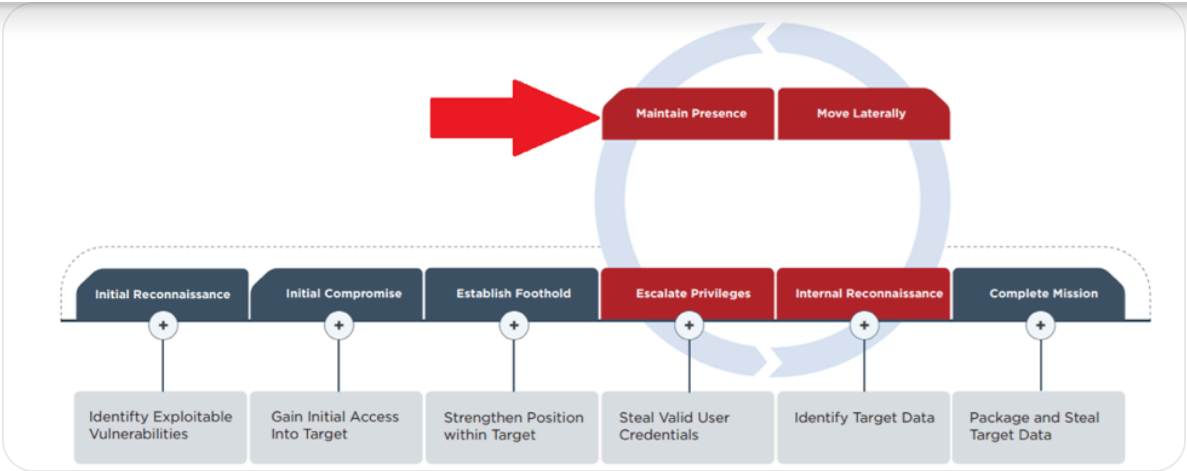 Maintain Presence
Move Laterally
Initial Reconnaissance
Initial Compromise
Establish Foothold
Escalate Privileges
Internal Reconnaissance
Complete Mission
+
+
+
+
+
+
Identifty Exploitable
Vulnerabilities
Gain Initial Access
Into Target
Strengthen Position
within Target
Steal Valid User
Credentials
Identify Target Data
Package and Steal
Target Data